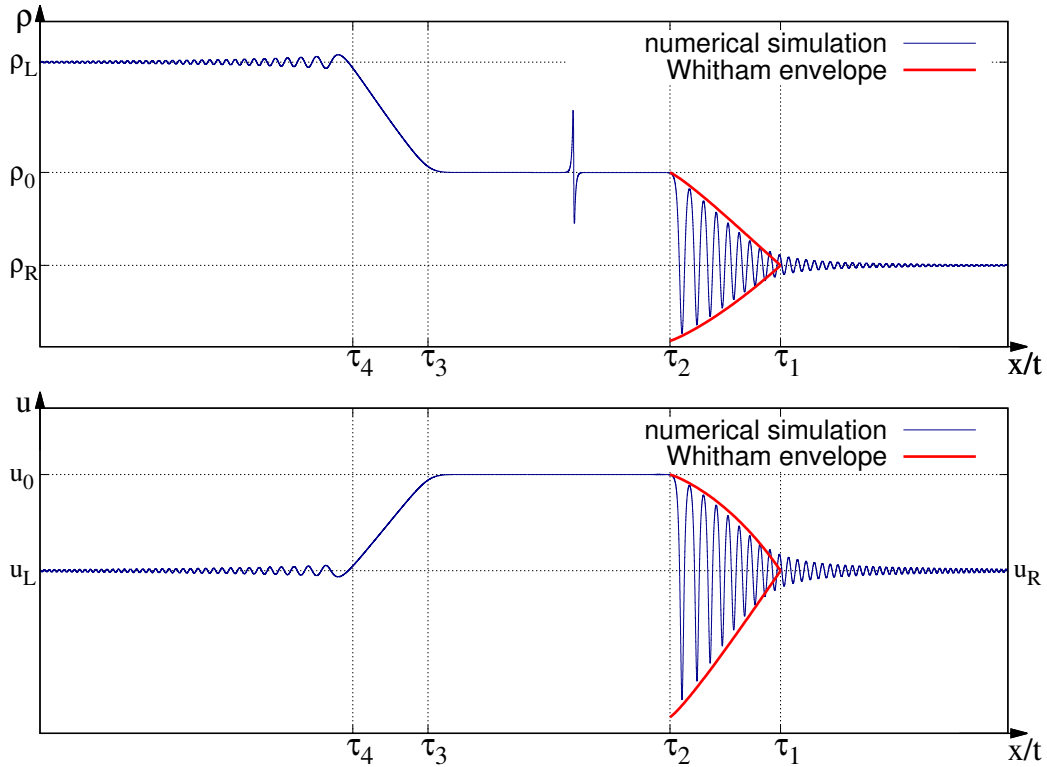 ρ
ρL
ρ0
ρR
numerical simulation
Whitham envelope
τ4 τ3 τ2 τ1 x/t
u
u0
uL
uR
numerical simulation
Whitham envelope
τ4 τ3 τ2 τ1 x/t